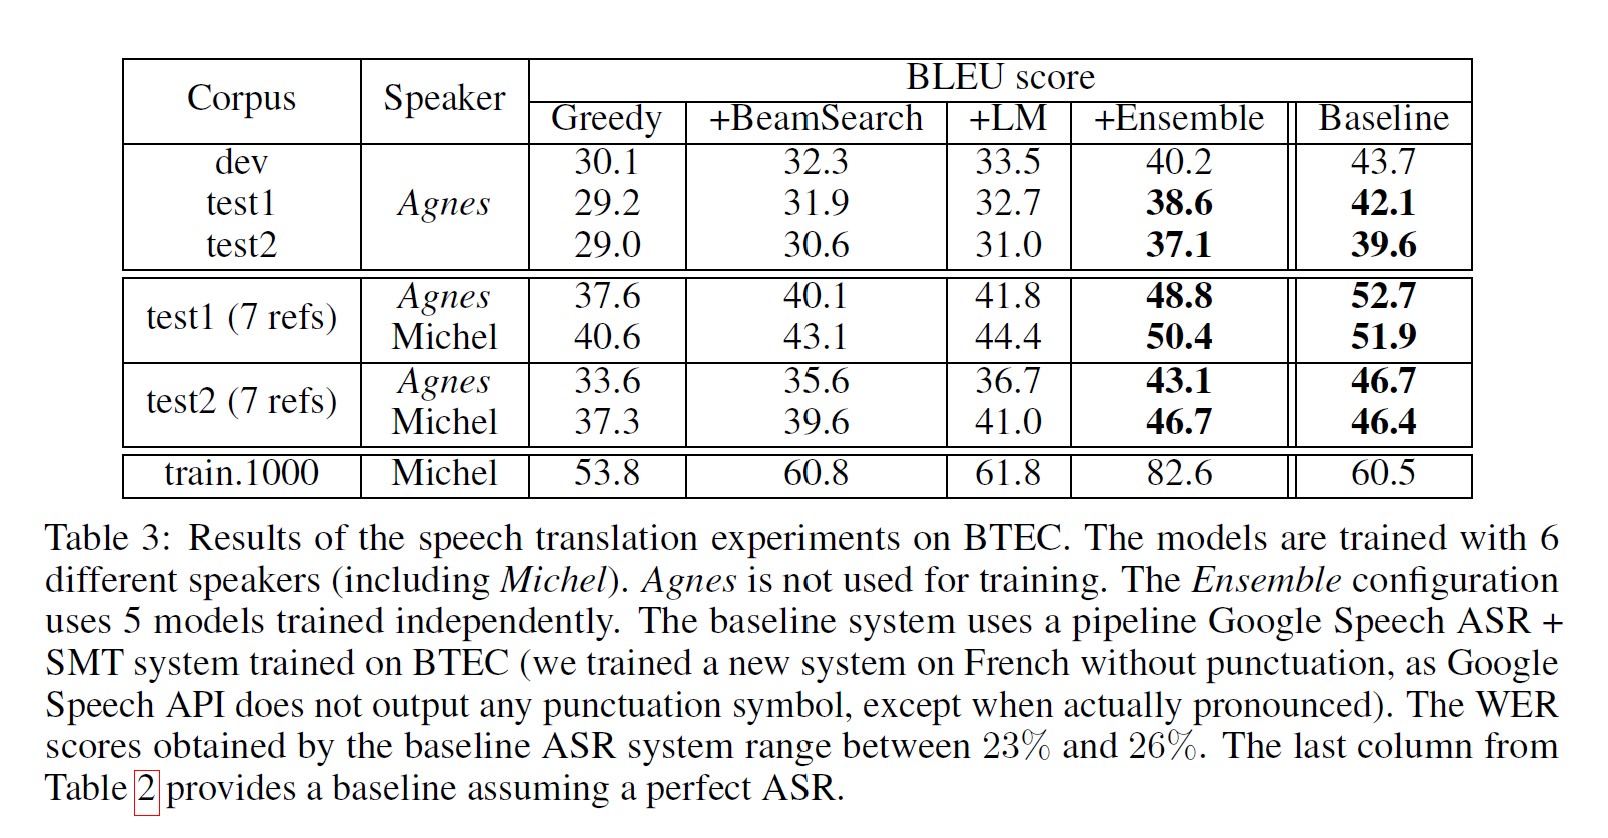 Corpus Speaker BLEU score
Greedy +BeamSearch +LM +Ensemble Baseline
dev 30.1 32.3 33.5 40.2 43.7
test1 Agnes 29.2 31.9 32.7 38.6 42.1
test2 29.0 30.6 31.0 37.1 39.6
test1 (7 refs) Agnes 37.6 40.1 41.8 48.8 52.7
Michel 40.6 43.1 44.4 50.4 51.9
test2 (7 refs) Agnes 33.6 35.6 36.7 43.1 46.7
Michel 37.3 39.6 41.0 46.7 46.4
train.1000 Michel 53.8 60.8 61.8 82.6 60.5
Table 3: Results of the speech translation experiments on BTEC. The models are trained with 6
different speakers (including Michel). Agnes is not used for training. The Ensemble configuration
uses 5 models trained independently. The baseline system uses a pipeline Google Speech ASR +
SMT system trained on BTEC (we trained a new system on French without punctuation, as Google
Speech API does not output any punctuation symbol, except when actually pronounced). The WER
scores obtained by the baseline ASR system range between 23% and 26%. The last column from
Table 2 provides a baseline assuming a perfect ASR.